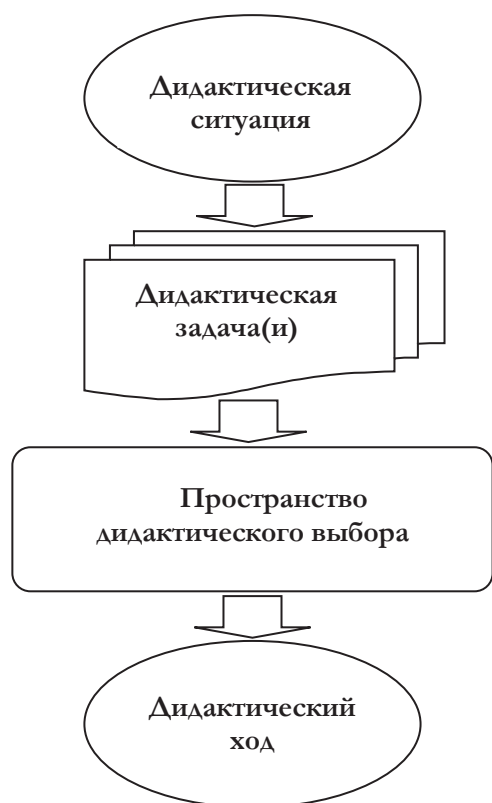 Дидактическая
ситуация
Дидактическая
задача(и)
Пространство
дидактического выбора
Дидактический
ход